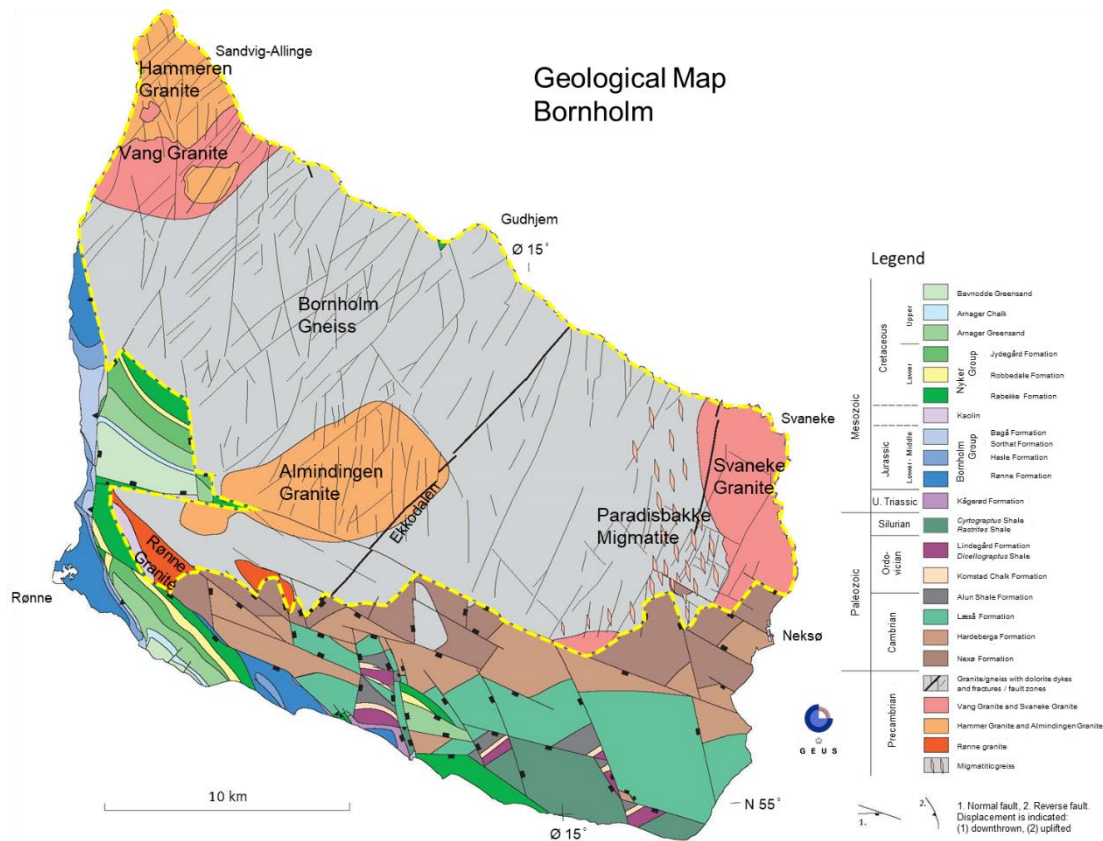 Geological Map
Bornholm
Sandvig-Allinge
Hammeren
Granite
Vang Granite
Gudhjem
Ø 15°
Bornholm
Gneiss
Svaneke
Svaneke
Granite
Almindingen
Granite
Ekkodalen
Paradisbakke
Migmatite
Rønne
Granite
Rønne
Neksø
10 km
N 55°
Ø 15°
GEUS
Legend
Mesozoic
Cretaceous
Upper
Bavnodde Greensand
Arnager Chalk
Arnager Greensand
Lower
Nyker
Group
Jydegård Formation
Robbedale Formation
Rabekke Formation
Kaolin
Jurassic
Lower - Middle
Bornholm
Group
Bagå Formation
Sorthat Formation
Hasle Formation
Rønne Formation
U. Triassic
Kågerød Formation
Paleozoic
Silurian
Cyrtograptus Shale
Rastrites Shale
Ordo-
vician
Lindegård Formation
Dicellograptus Shale
Komstad Chalk Formation
Cambrian
Alun Shale Formation
Læså Formation
Hardeberga Formation
Nexø Formation
Precambrian
Granite/gneiss with dolorite dykes
and fractures / fault zones
Vang Granite and Svaneke Granite
Hammer Granite and Almindingen Granite
Rønne granite
Migmatitic greiss
1.
2.
1. Normal fault, 2. Reverse fault.
Displacement is indicated:
(1) downthrown, (2) uplifted